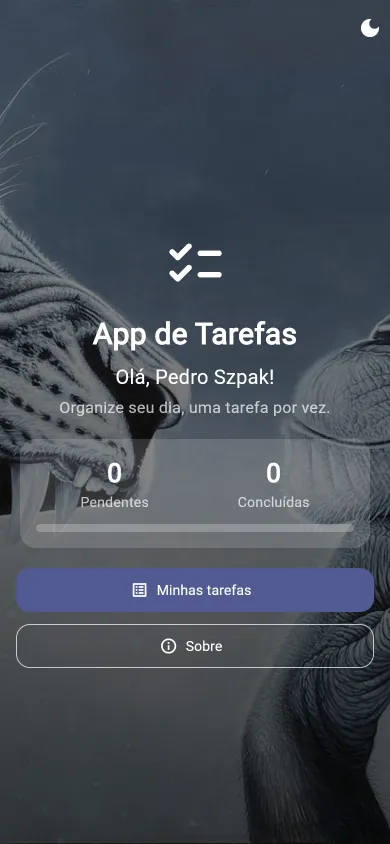 App de Tarefas
Olá, Pedro Szpak!
Organize seu dia, uma tarefa por vez.
0 0
Pendentes Concluídas
Minhas tarefas
Sobre